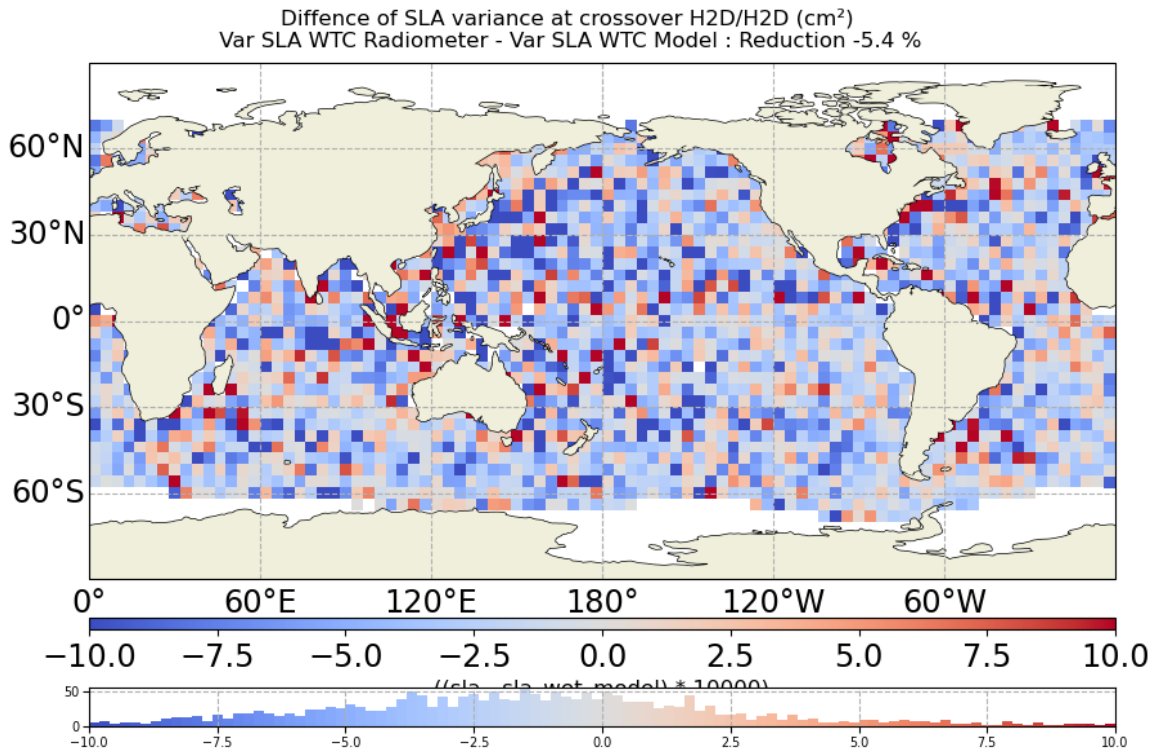 Diffence of SLA variance at crossover H2D/H2D (cm²)
Var SLA WTC Radiometer - Var SLA WTC Model : Reduction -5.4 %
60°N
30°N
0°
30°S
60°S
0° 60°E 120°E 180° 120°W 60°W
−10.0 −7.5 −5.0 −2.5 0.0 2.5 5.0 7.5 10.0
((sla - sla_wet_model) * 10000)
50
0
−10.0 −7.5 −5.0 −2.5 0.0 2.5 5.0 7.5 10.0